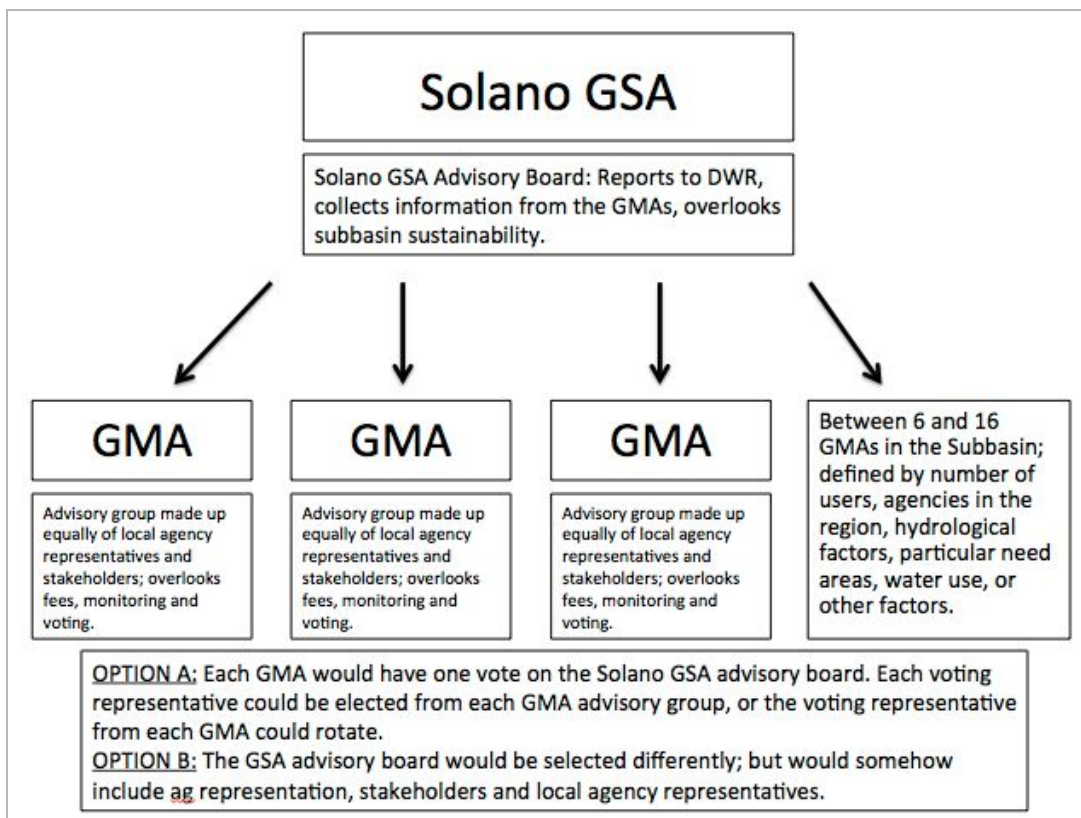 Solano GSA
Solano GSA Advisory Board: Reports to DWR,
collects information from the GMAs, overlooks
subbasin sustainability.
GMA
Advisory group made up
equally of local agency
representatives and
stakeholders; overlooks
fees, monitoring and
voting.
GMA
Advisory group made up
equally of local agency
representatives and
stakeholders; overlooks
fees, monitoring and
voting.
GMA
Advisory group made up
equally of local agency
representatives and
stakeholders; overlooks
fees, monitoring and
voting.
Between 6 and 16
GMAs in the Subbasin;
defined by number of
users, agencies in the
region, hydrological
factors, particular need
areas, water use, or
other factors.
OPTION A: Each GMA would have one vote on the Solano GSA advisory board. Each voting
representative could be elected from each GMA advisory group, or the voting representative
from each GMA could rotate.
OPTION B: The GSA advisory board would be selected differently; but would somehow
include ag representation, stakeholders and local agency representatives.